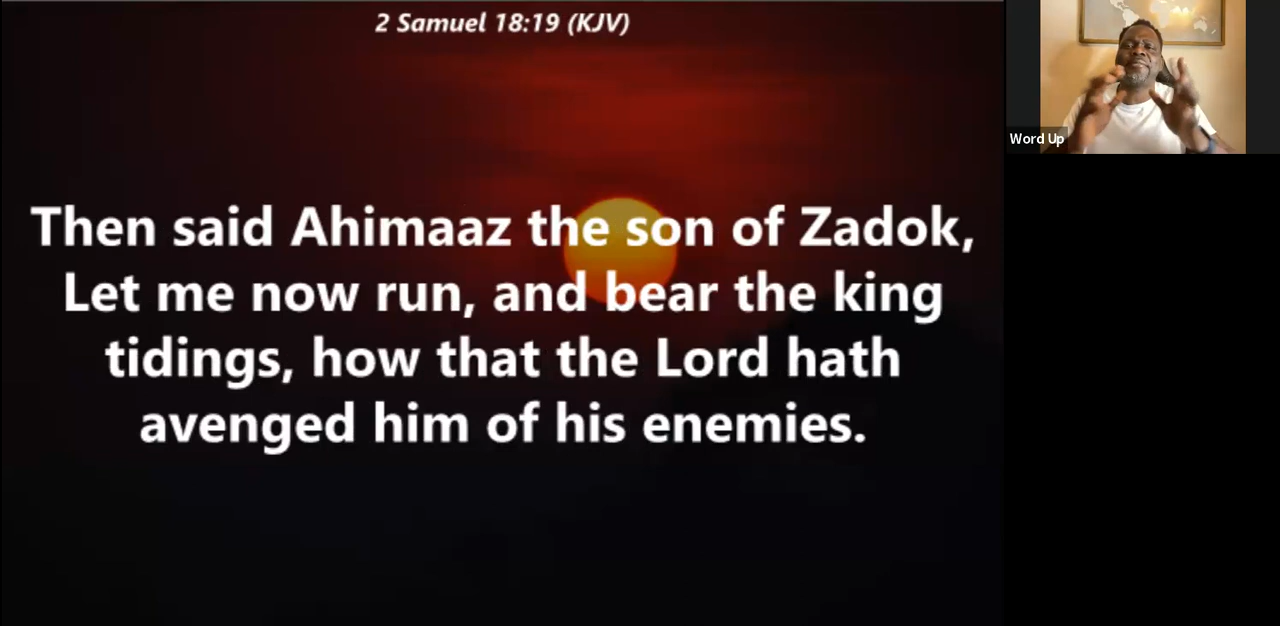 2 Samuel 18:19 (KJV)
Then said Ahimaaz the son of Zadok,
Let me now run, and bear the king
tidings, how that the Lord hath
avenged him of his enemies.
Word Up